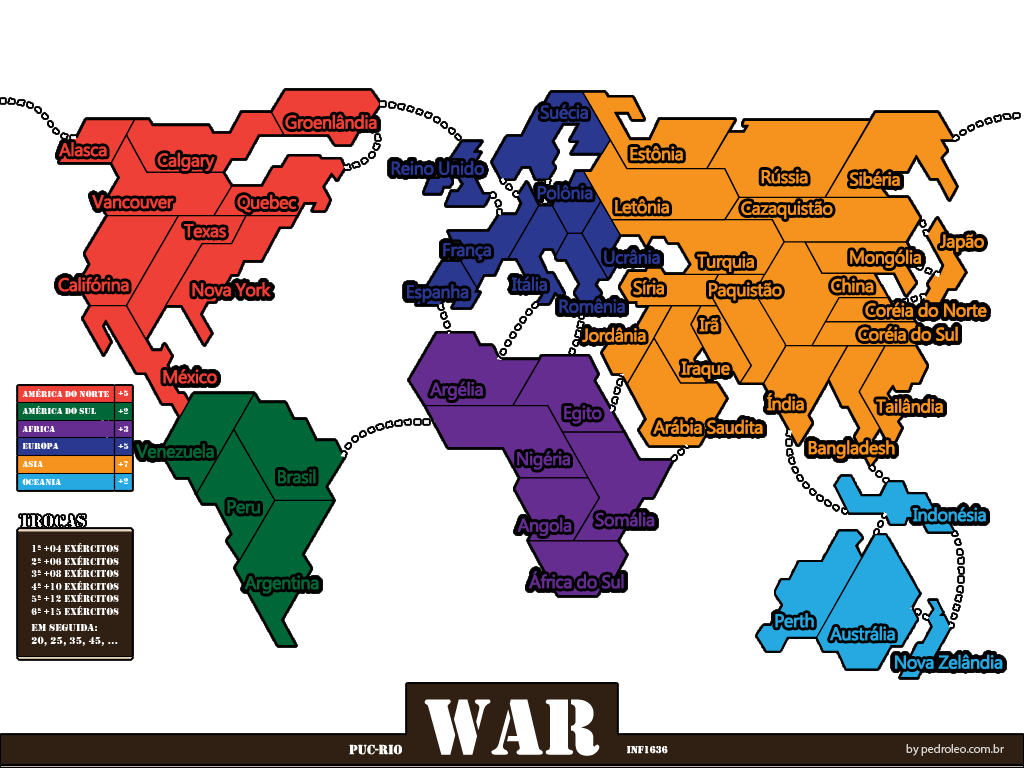 Alasca
Calgary
Groenlândia
Vancouver
Quebec
Texas
Califórina
Nova York
México
Suécia
Reino Unido
Polônia
França
Ucrânia
Espanha
Itália
Romênia
Estônia
Rússia
Sibéria
Letônia
Cazaquistão
Japão
Turquia
Mongólia
Síria
Paquistão
China
Coréia do Norte
Jordânia
Irã
Coréia do Sul
Iraque
Índia
Tailândia
Arábia Saudita
Bangladesh
Argélia
Egito
Nigéria
Angola
Somália
África do Sul
Venezuela
Brasil
Peru
Argentina
Indonésia
Perth
Austrália
Nova Zelândia
AMÉRICA DO NORTE +5
AMÉRICA DO SUL +2
AFRICA +3
EUROPA +5
ASIA +7
OCEANIA +2
TROCAS
1ª +04 EXÉRCITOS
2ª +06 EXÉRCITOS
3ª +08 EXÉRCITOS
4ª +10 EXÉRCITOS
5ª +12 EXÉRCITOS
6ª +15 EXÉRCITOS
EM SEGUIDA:
20, 25, 35, 45, ...
PUC-RIO
WAR
INF1636
by pedroleo.com.br